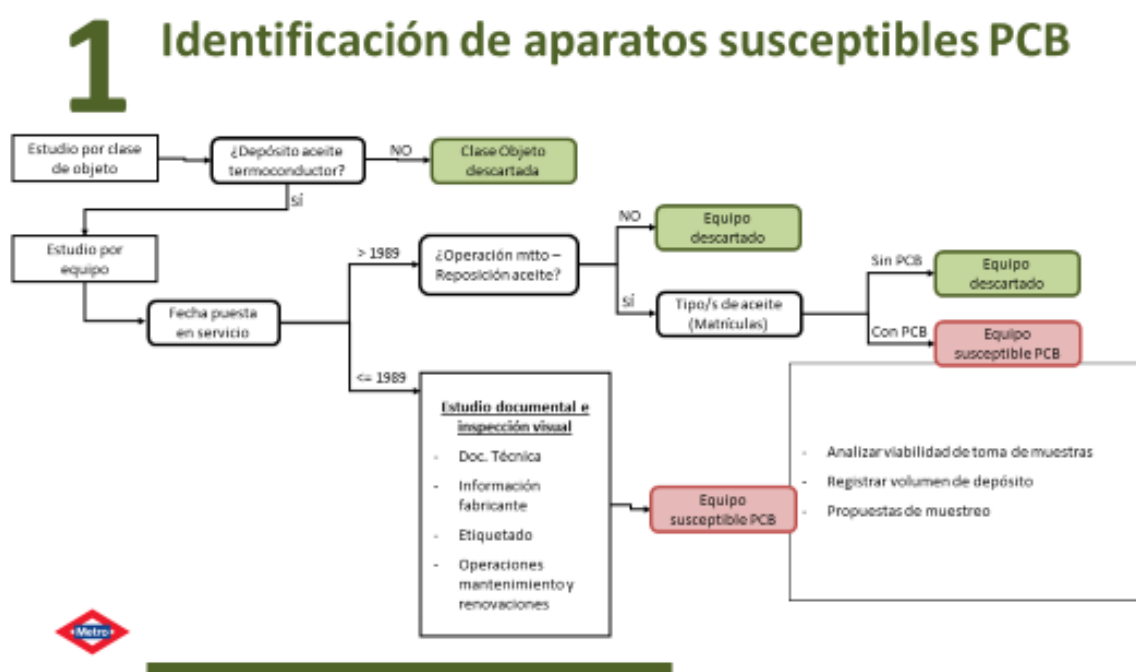 1 Identificación de aparatos susceptibles PCB
Estudio por clase
de objeto
¿Depósito aceite
termoconductor?
NO
Clase Objeto
descartada
Sí
Estudio por
equipo
Fecha puesta
en servicio
> 1989
¿Operación mtto –
Reposición aceite?
NO
Equipo
descartado
Sí
Tipo/s de aceite
(Matrículas)
Sin PCB
Equipo
descartado
Con PCB
Equipo
susceptible PCB
<= 1989
Estudio documental e
inspección visual
- Doc. Técnica
- Información
fabricante
- Etiquetado
- Operaciones
mantenimiento y
renovaciones
Equipo
susceptible PCB
- Analizar viabilidad de toma de muestras
- Registrar volumen de depósito
- Propuestas de muestreo
Metro